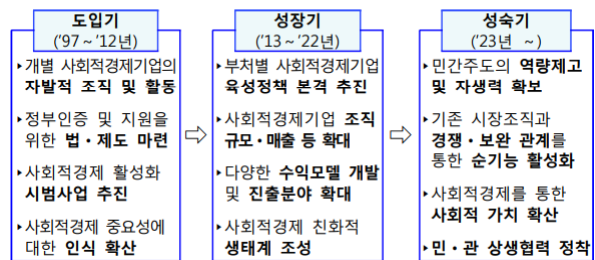 도입기
('97～'12년)
▸개별 사회적경제기업의
자발적 조직 및 활동
▸정부인증 및 지원을
위한 법·제도 마련
▸사회적경제 활성화
시범사업 추진
▸사회적경제 중요성에
대한 인식 확산
성장기
('13～'22년)
▸부처별 사회적경제기업
육성정책 본격 추진
▸사회적경제기업 조직
규모·매출 등 확대
▸다양한 수익모델 개발
및 진출분야 확대
▸사회적경제 친화적
생태계 조성
성숙기
('23년 ～)
▸민간주도의 역량제고
및 자생력 확보
▸기존 시장조직과
경쟁·보완 관계를
통한 순기능 활성화
▸사회적경제를 통한
사회적 가치 확산
▸민·관 상생협력 정착